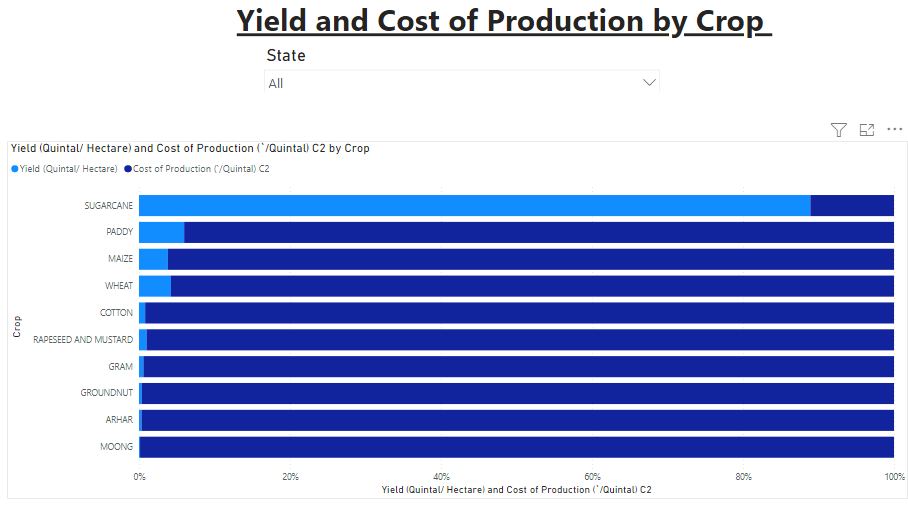 Yield and Cost of Production by Crop
State
All
Yield (Quintal/ Hectare) and Cost of Production (`/Quintal) C2 by Crop
Yield (Quintal/ Hectare) Cost of Production (`/Quintal) C2
SUGARCANE
PADDY
MAIZE
WHEAT
COTTON
RAPESEED AND MUSTARD
GRAM
GROUNDNUT
ARHAR
MOONG
Crop
0% 20% 40% 60% 80% 100%
Yield (Quintal/ Hectare) and Cost of Production (`/Quintal) C2